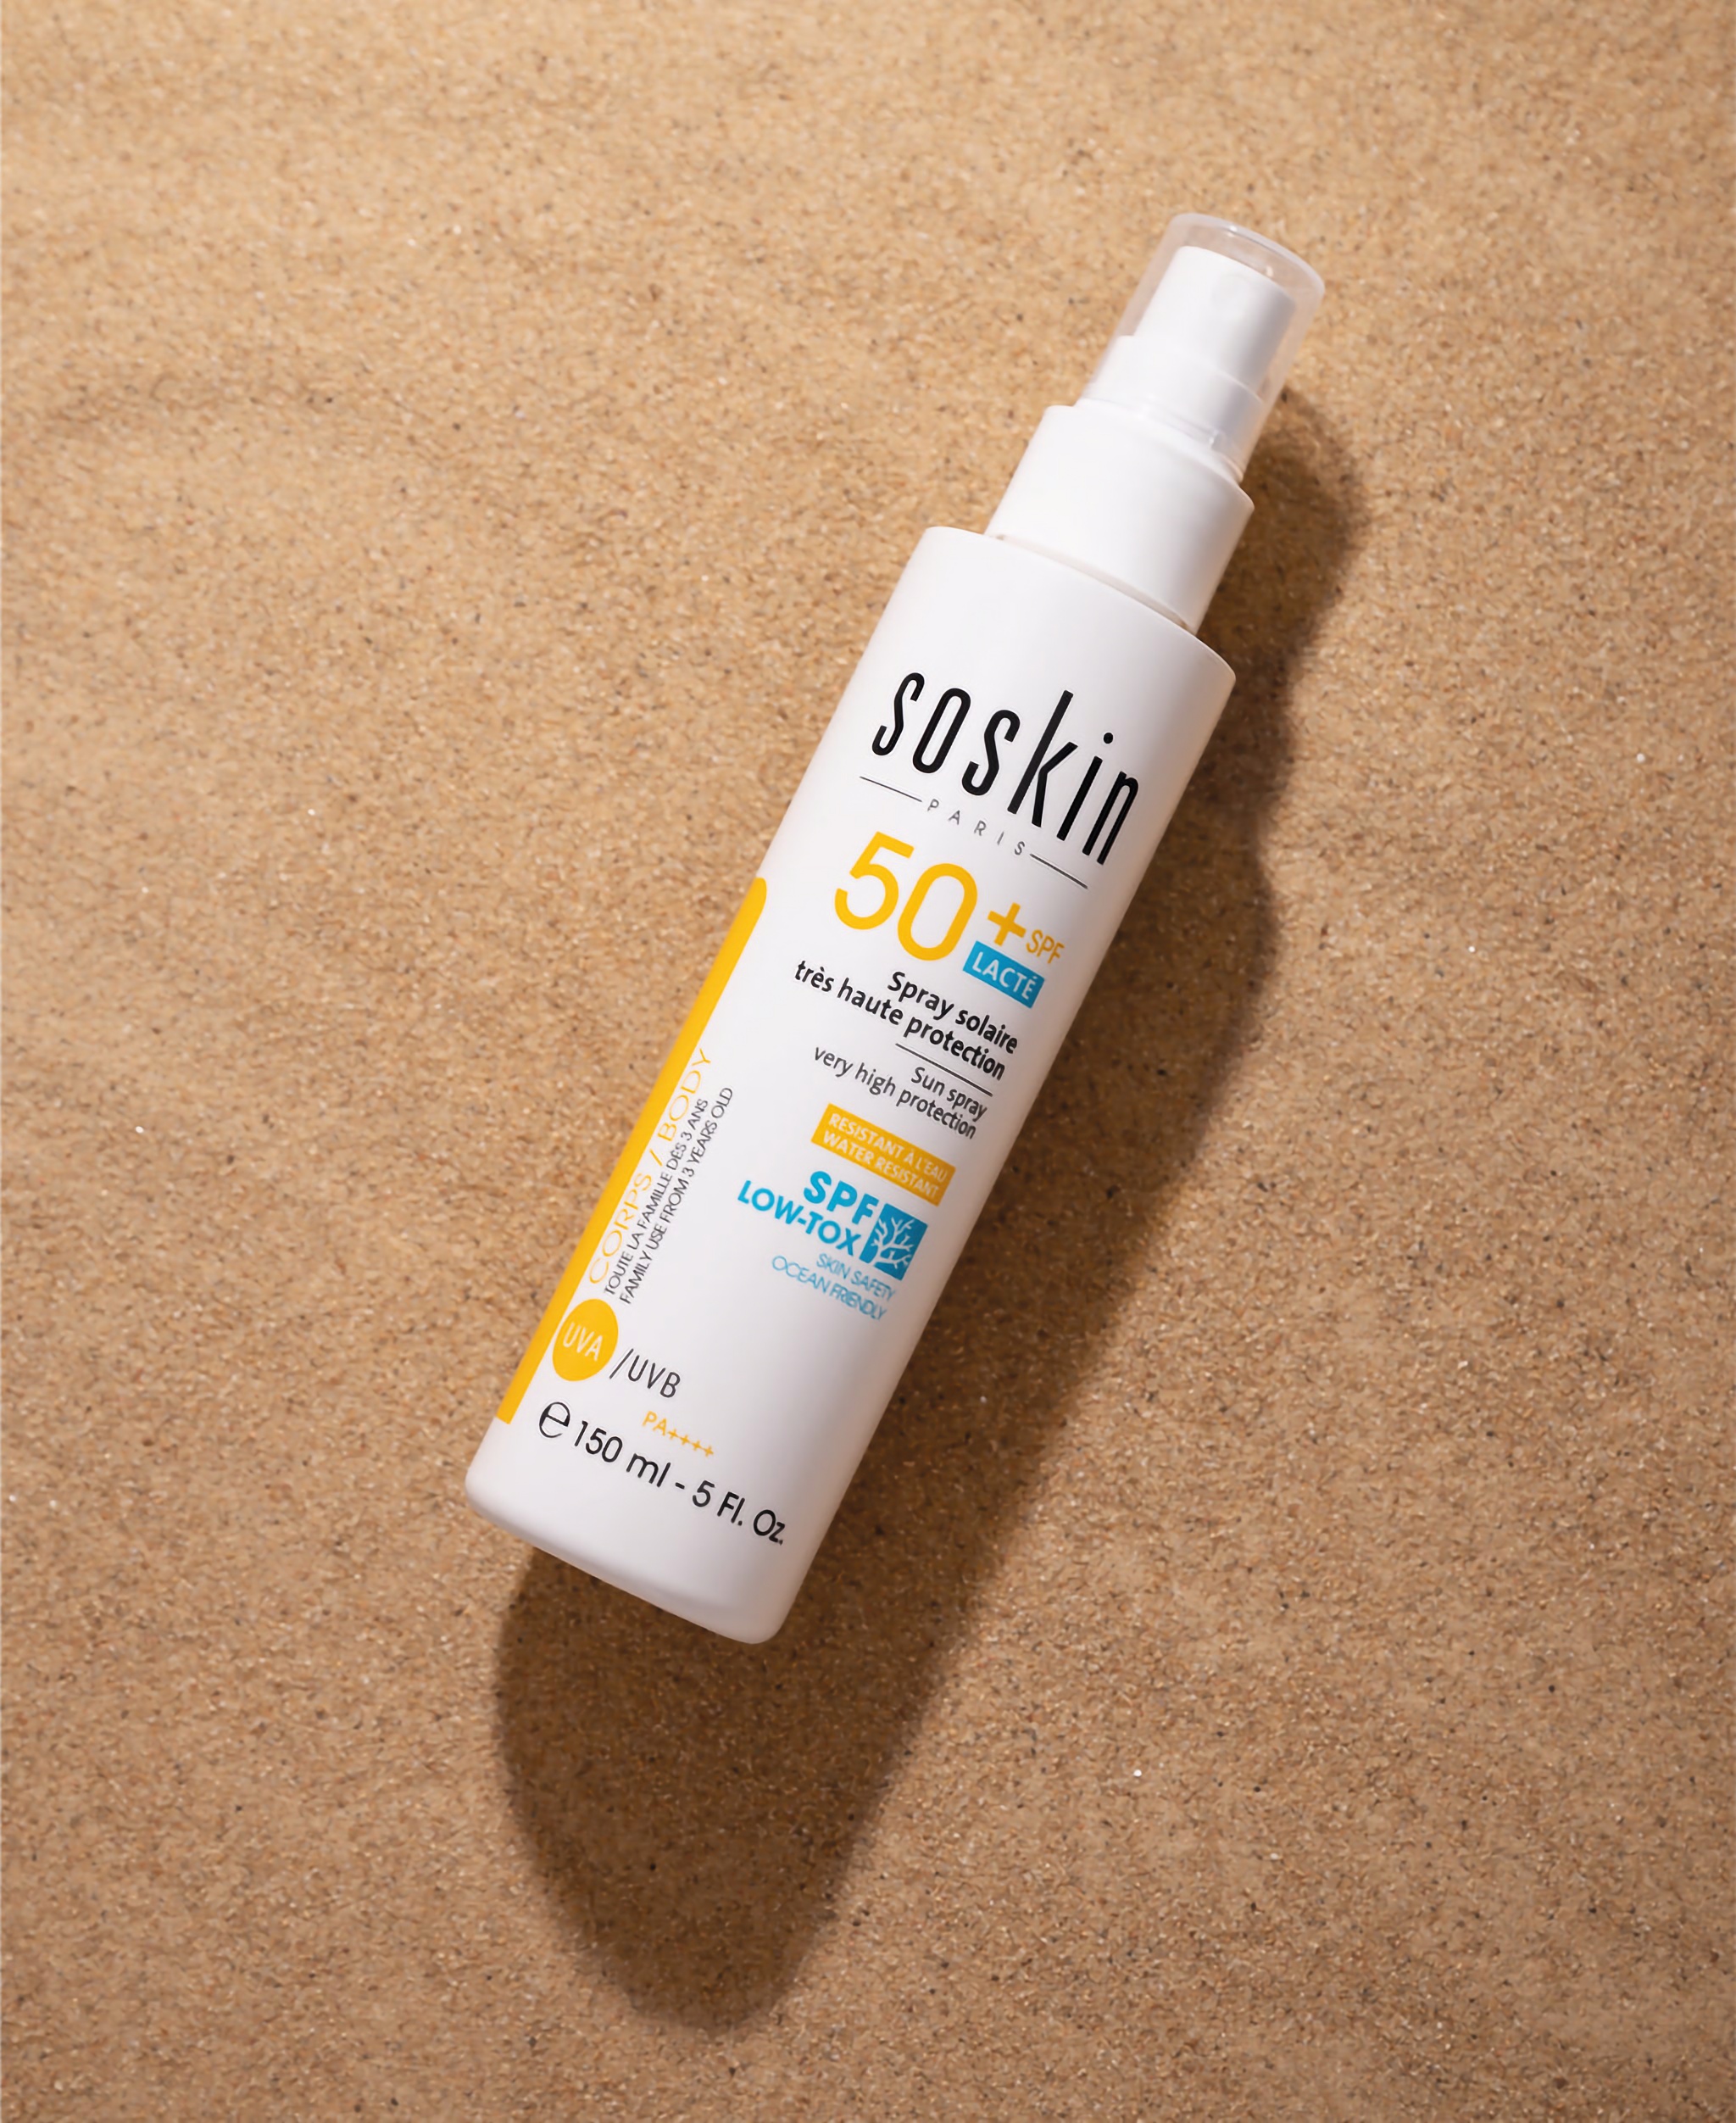 soskin
PARIS
50+ SPF
LACTÉ
Spray solaire
très haute protection
Sun spray
very high protection
RÉSISTANT À L'EAU
WATER RESISTANT
SPF
LOW-TOX
SKIN SAFETY
OCEAN FRIENDLY
CORPS / BODY
TOUTE LA FAMILLE DÈS 3 ANS
FAMILY USE FROM 3 YEARS OLD
UVA/UVB
PA++++
℮ 150 ml - 5 Fl. Oz.